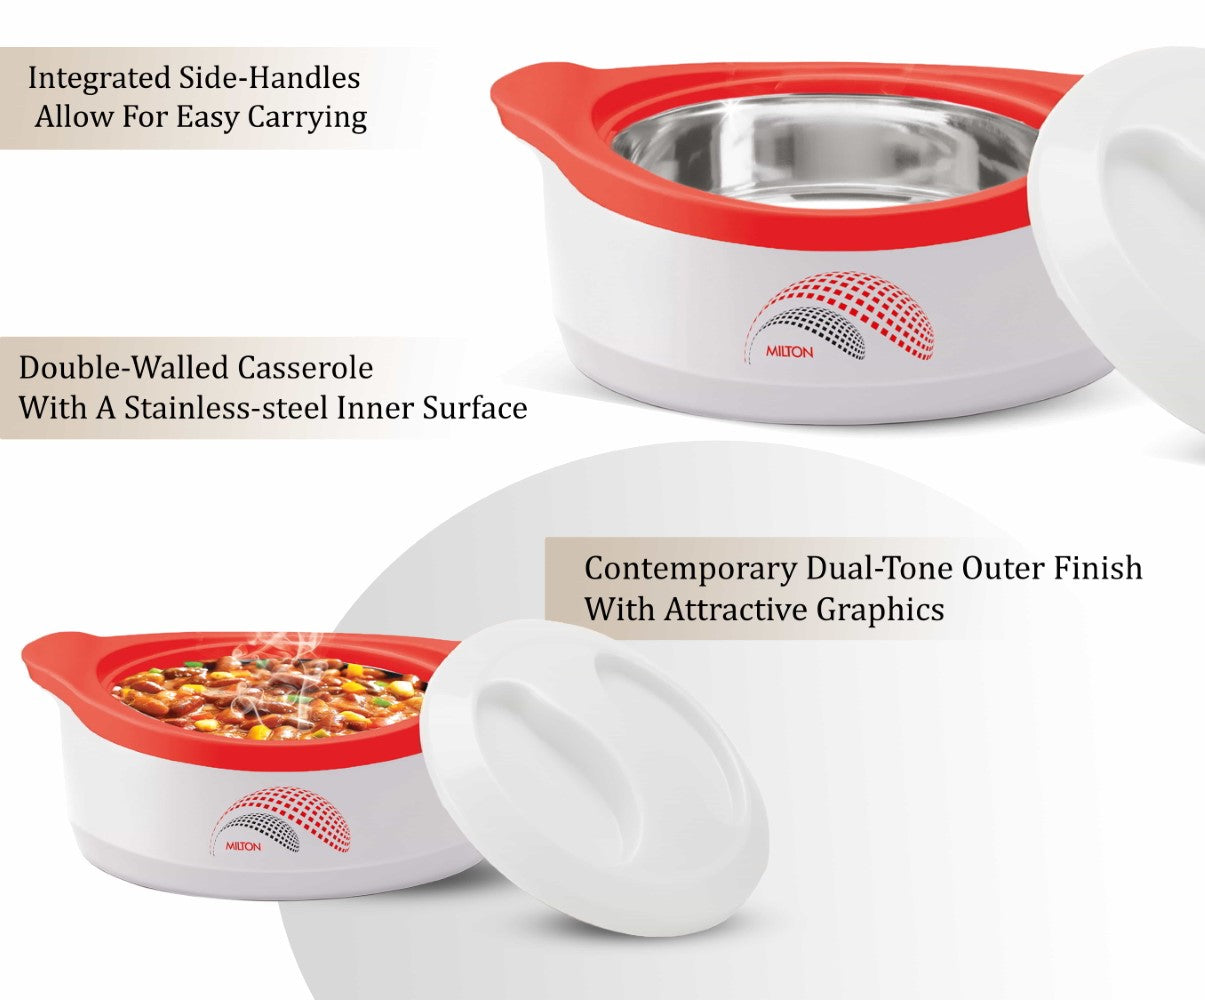 Integrated Side-Handles
Allow For Easy Carrying
MILTON
Double-Walled Casserole
With A Stainless-steel Inner Surface
Contemporary Dual-Tone Outer Finish
With Attractive Graphics
MILTON